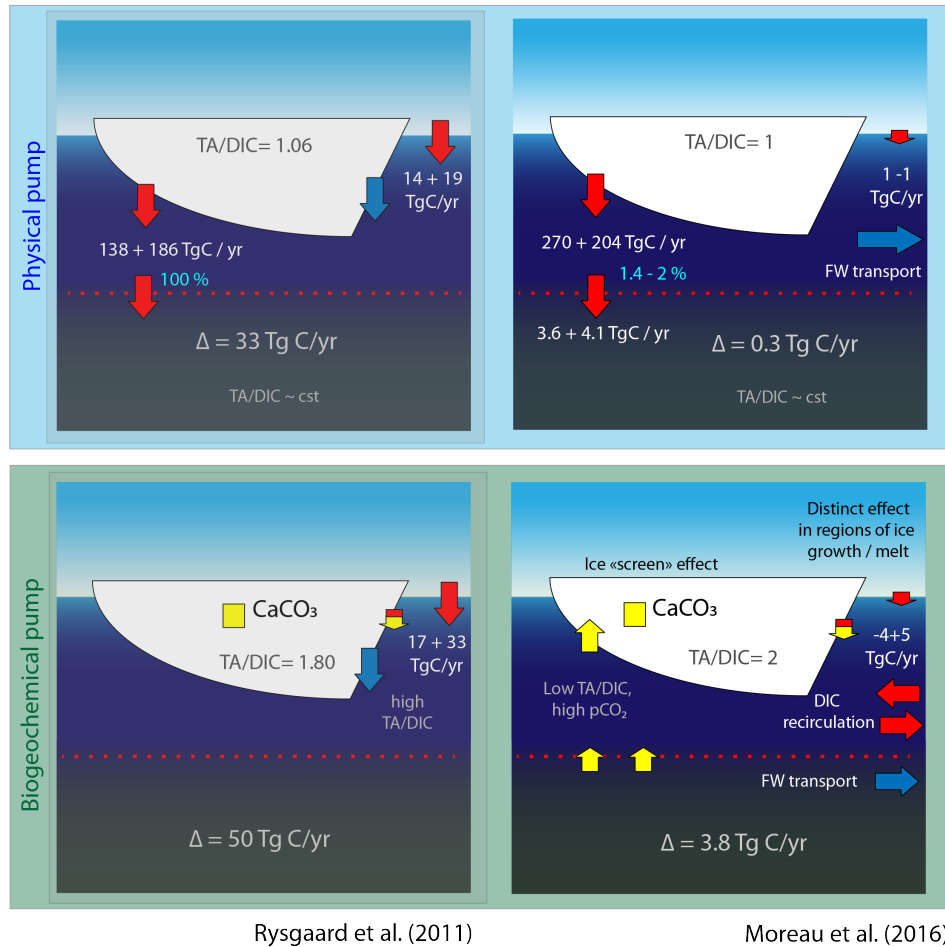 Physical pump
TA/DIC= 1.06
14 + 19
TgC/yr
138 + 186 TgC / yr
100 %
Δ = 33 Tg C/yr
TA/DIC ~ cst
TA/DIC= 1
1 -1
TgC/yr
270 + 204 TgC / yr
FW transport
1.4 - 2 %
3.6 + 4.1 TgC / yr
Δ = 0.3 Tg C/yr
TA/DIC ~ cst
Biogeochemical pump
CaCO₃
TA/DIC= 1.80
17 + 33
TgC/yr
high
TA/DIC
Δ = 50 Tg C/yr
Distinct effect
in regions of ice
growth / melt
Ice «screen» effect
CaCO₃
TA/DIC= 2
-4+5
TgC/yr
Low TA/DIC,
high pCO₂
DIC
recirculation
FW transport
Δ = 3.8 Tg C/yr
Rysgaard et al. (2011)
Moreau et al. (2016)